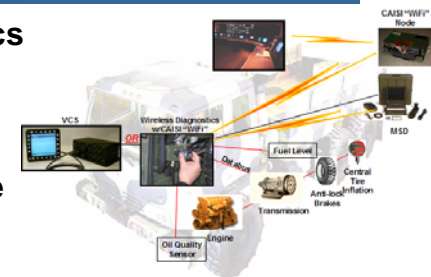 cs
CAISI "WiFi"
Node
VCS
OR
Wireless Diagnostics
w/CAISI "WiFi"
MSD
Fuel Level
Databus
Central
Tire
Inflation
Anti-lock
Brakes
Transmission
e
Engine
Oil Quality
Sensor